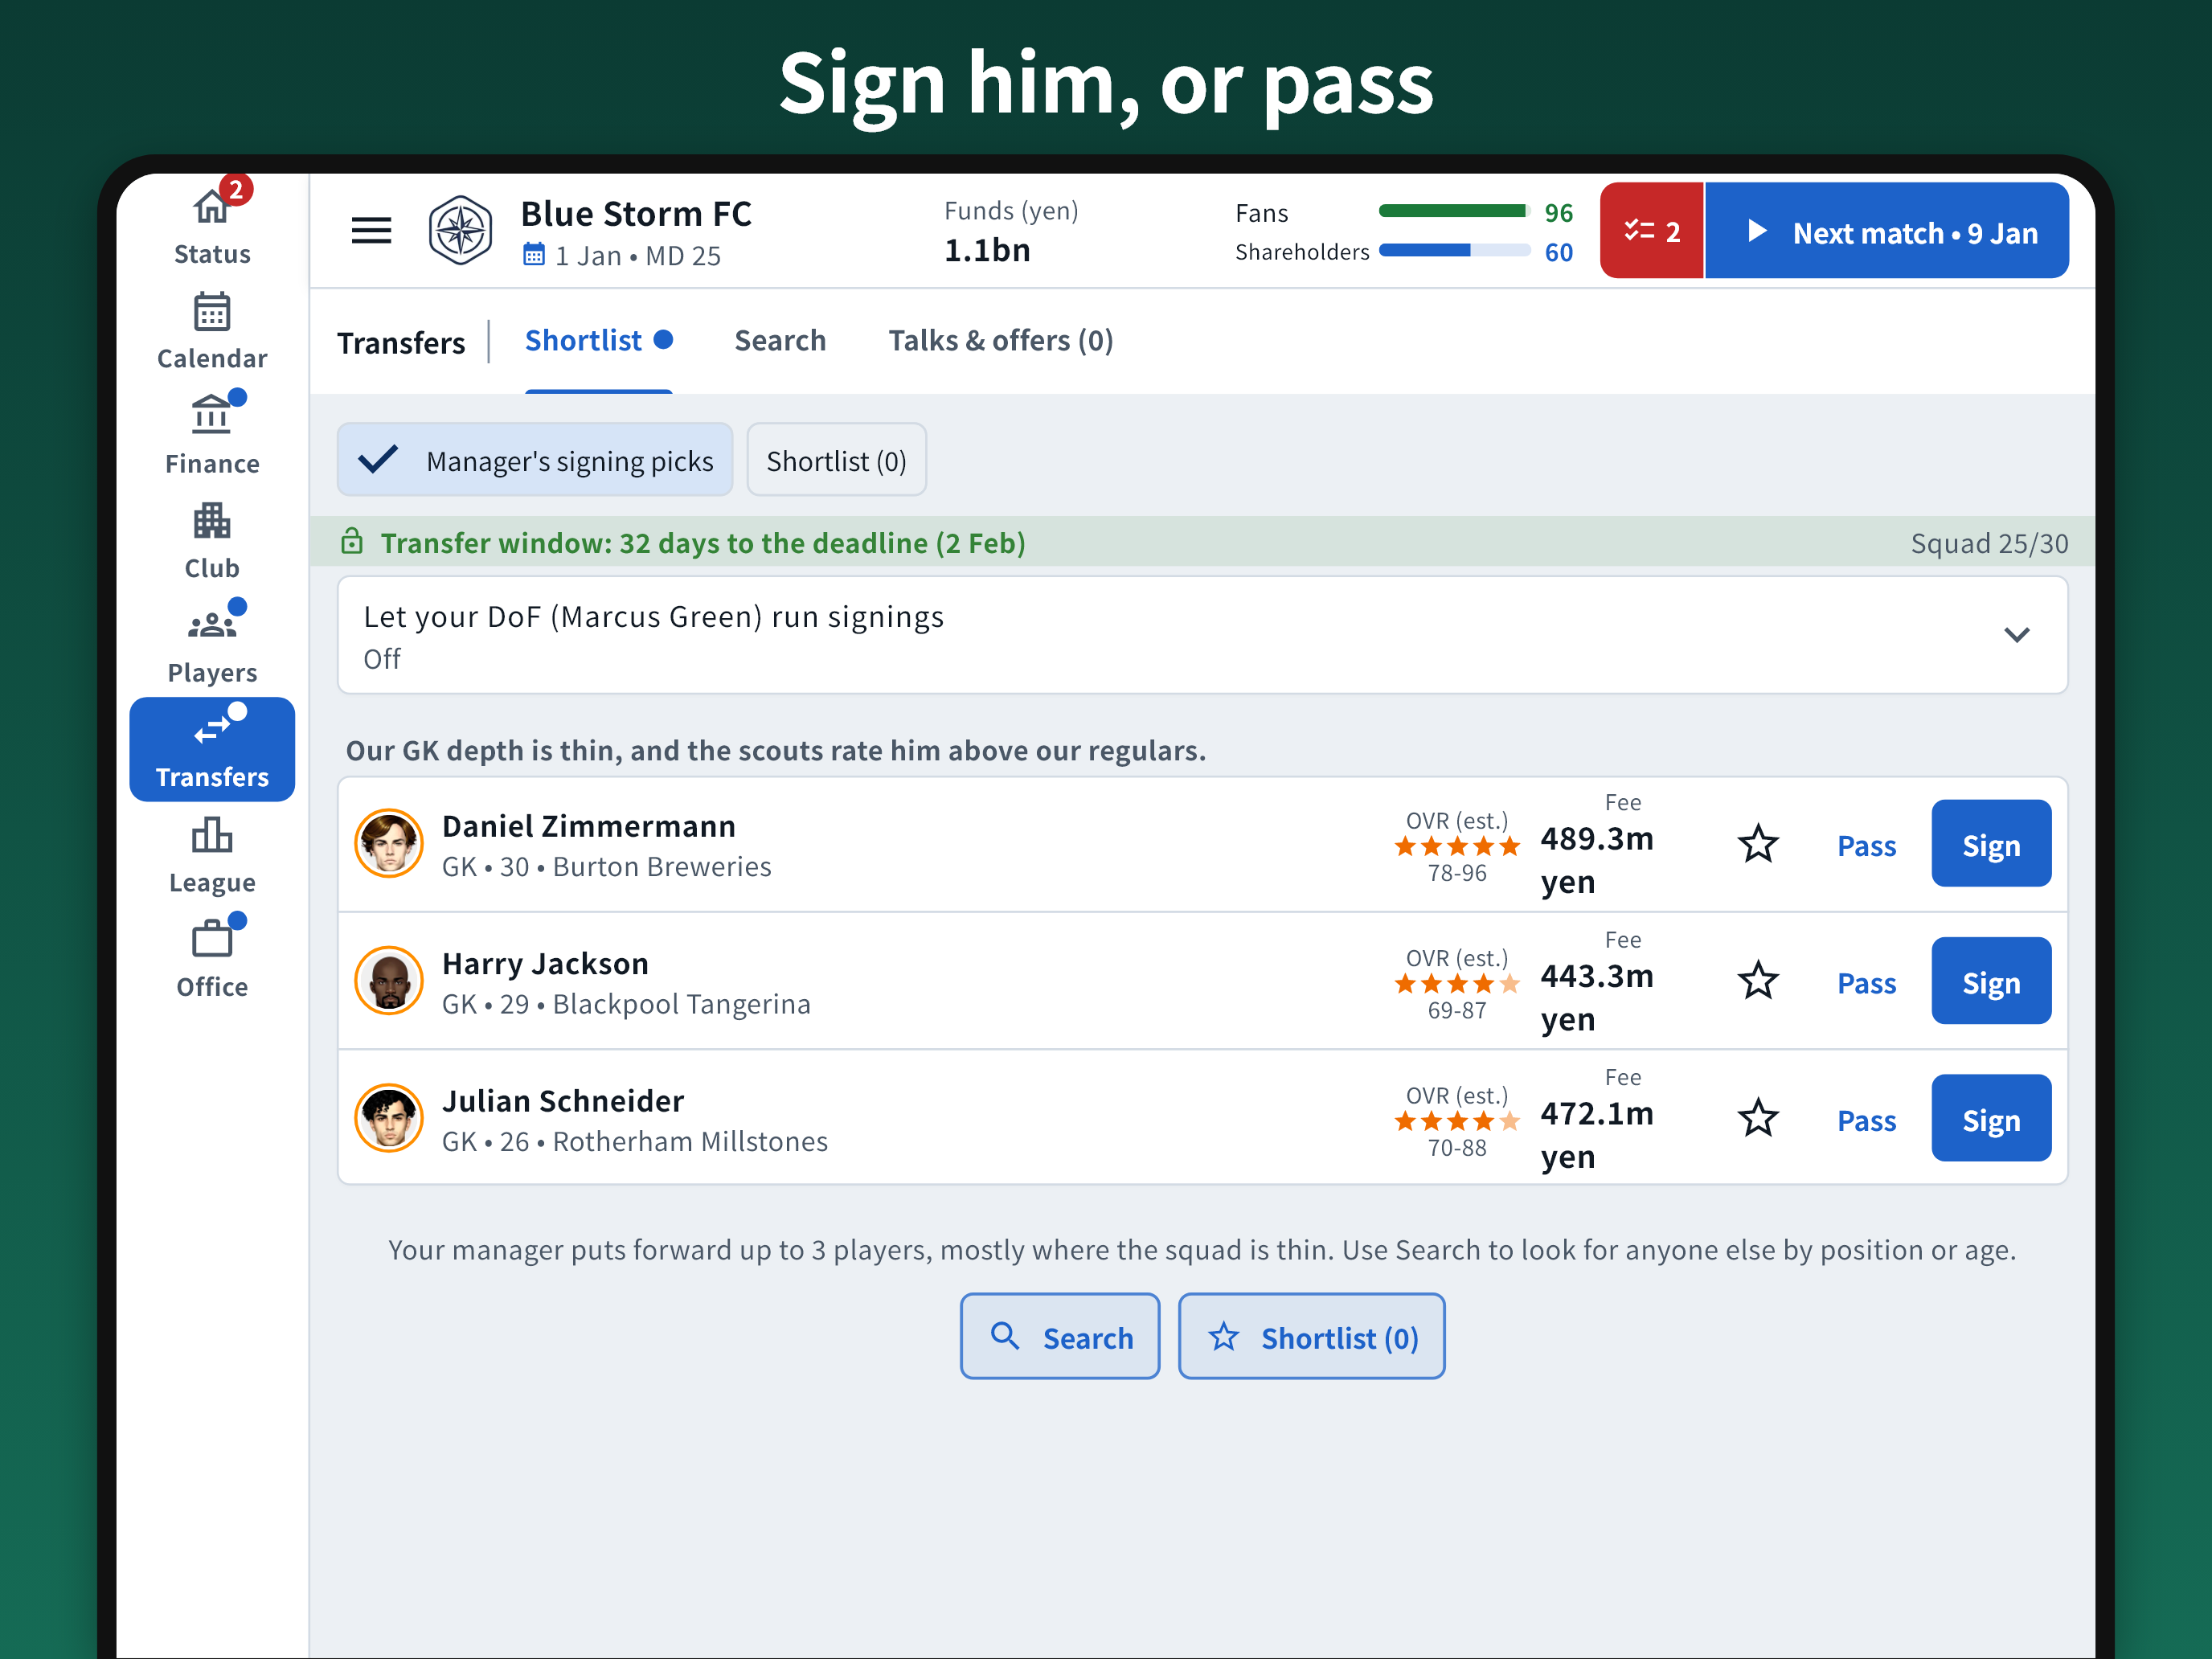 Sign him, or pass
2
Status
Calendar
Finance
Club
Players
Transfers
League
Office
Blue Storm FC
1 Jan • MD 25
Funds (yen)
1.1bn
Fans
96
Shareholders
60
2
Next match • 9 Jan
Transfers
Shortlist
Search
Talks & offers (0)
Manager's signing picks
Shortlist (0)
Transfer window: 32 days to the deadline (2 Feb)
Squad 25/30
Let your DoF (Marcus Green) run signings
Off
Our GK depth is thin, and the scouts rate him above our regulars.
Daniel Zimmermann
GK • 30 • Burton Breweries
OVR (est.)
78-96
Fee
489.3m
yen
Pass
Sign
Harry Jackson
GK • 29 • Blackpool Tangerina
OVR (est.)
69-87
Fee
443.3m
yen
Pass
Sign
Julian Schneider
GK • 26 • Rotherham Millstones
OVR (est.)
70-88
Fee
472.1m
yen
Pass
Sign
Your manager puts forward up to 3 players, mostly where the squad is thin. Use Search to look for anyone else by position or age.
Search
Shortlist (0)